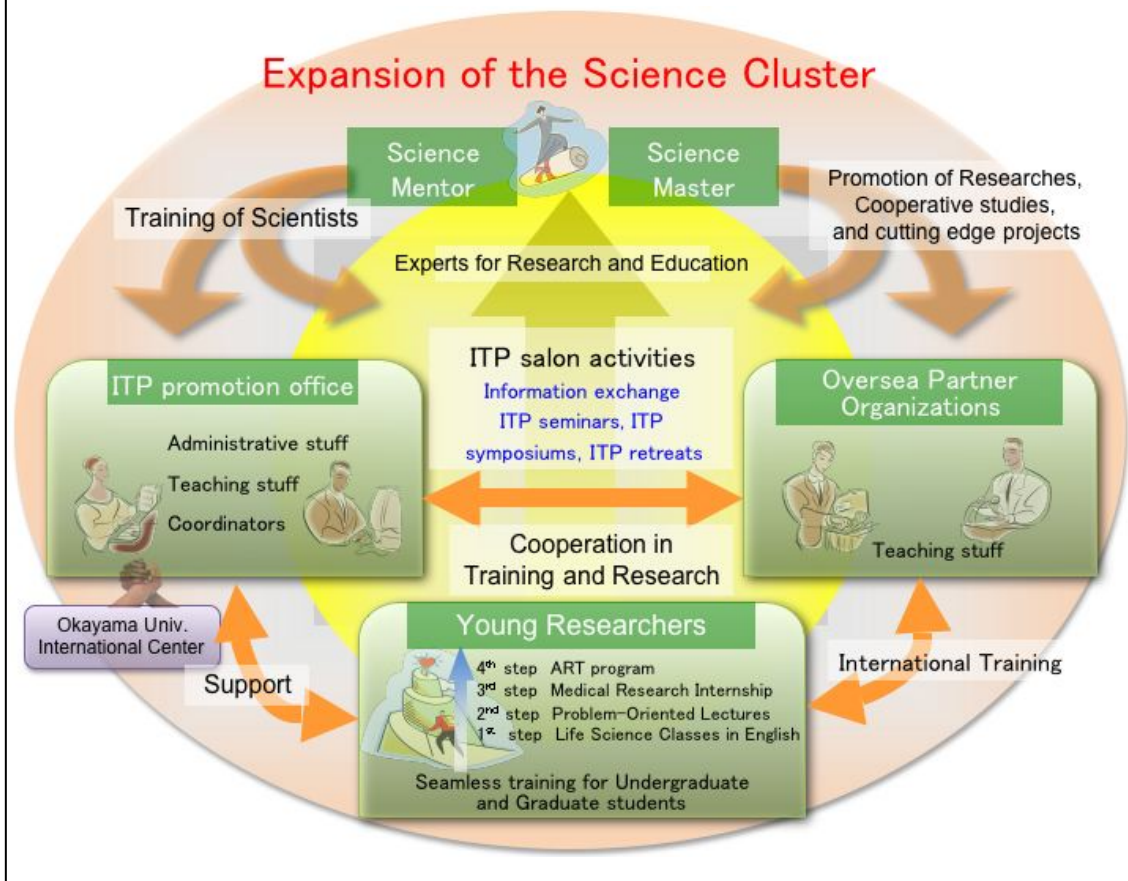 Expansion of the Science Cluster
Science
Mentor
Science
Master
Training of Scientists
Promotion of Researches,
Cooperative studies,
and cutting edge projects
Experts for Research and Education
ITP salon activities
Information exchange
ITP seminars, ITP
symposiums, ITP retreats
ITP promotion office
Administrative stuff
Teaching stuff
Coordinators
Oversea Partner
Organizations
Teaching stuff
Cooperation in
Training and Research
Okayama Univ.
International Center
Support
International Training
Young Researchers
4th step ART program
3rd step Medical Research Internship
2nd step Problem-Oriented Lectures
1st step Life Science Classes in English
Seamless training for Undergraduate
and Graduate students